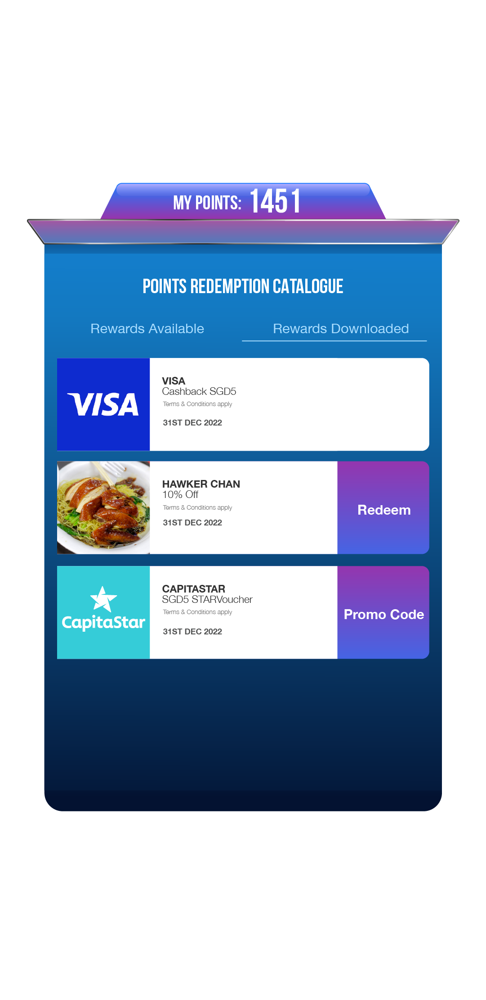 MY POINTS: 1451
POINTS REDEMPTION CATALOGUE
Rewards Available
Rewards Downloaded
VISA
VISA
Cashback SGD5
Terms & Conditions apply
31ST DEC 2022
HAWKER CHAN
10% Off
Terms & Conditions apply
31ST DEC 2022
Redeem
CapitaStar
CAPITASTAR
SGD5 STARVoucher
Terms & Conditions apply
31ST DEC 2022
Promo Code